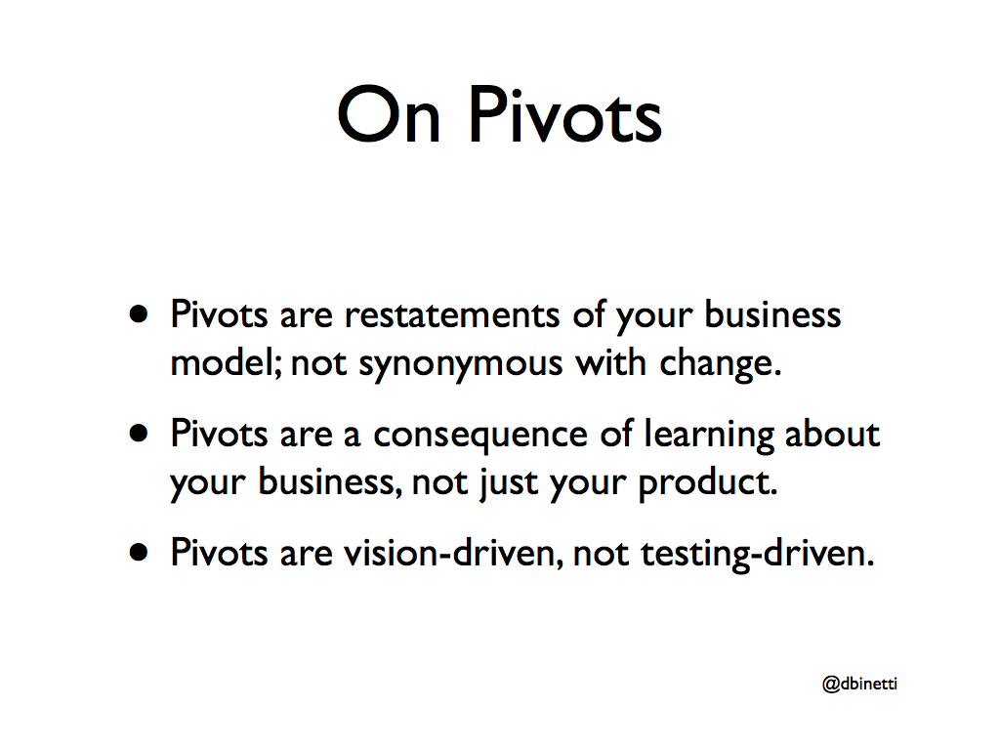 On Pivots
• Pivots are restatements of your business
model; not synonymous with change.
• Pivots are a consequence of learning about
your business, not just your product.
• Pivots are vision-driven, not testing-driven.
@dbinetti